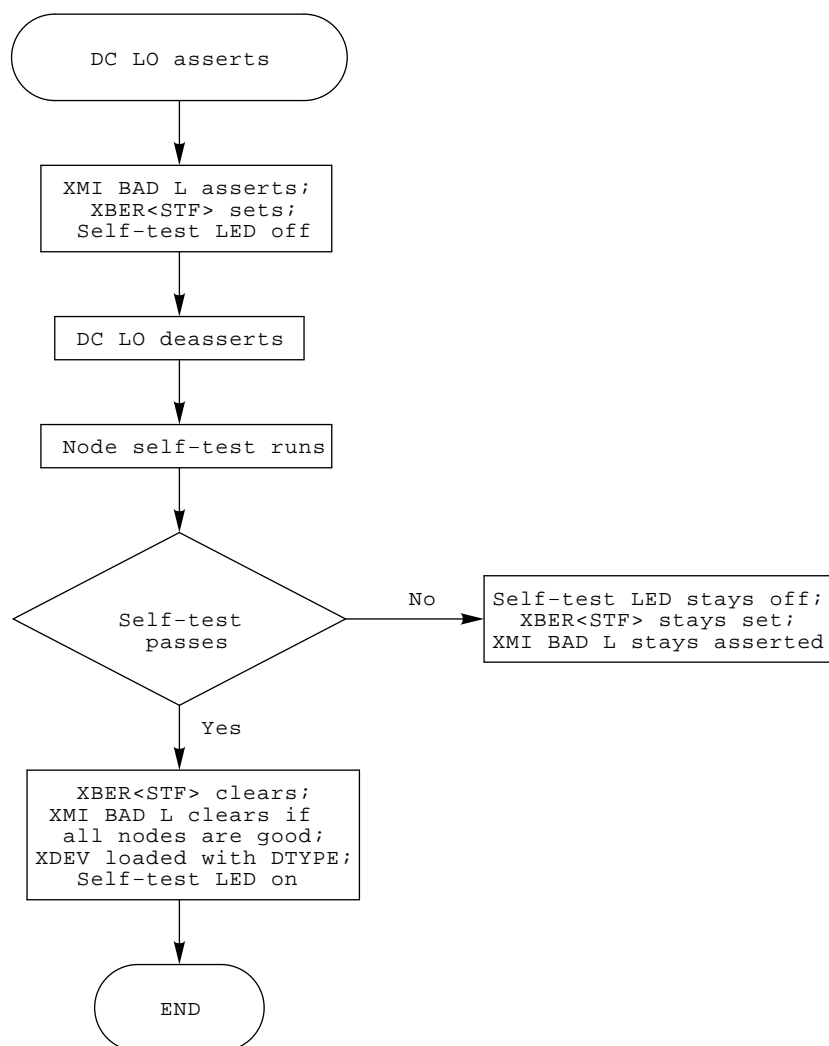 DC LO asserts
XMI BAD L asserts;
XBER<STF> sets;
Self-test LED off
DC LO deasserts
Node self-test runs
Self-test
passes
No
Self-test LED stays off;
XBER<STF> stays set;
XMI BAD L stays asserted
Yes
XBER<STF> clears;
XMI BAD L clears if
all nodes are good;
XDEV loaded with DTYPE;
Self-test LED on
END